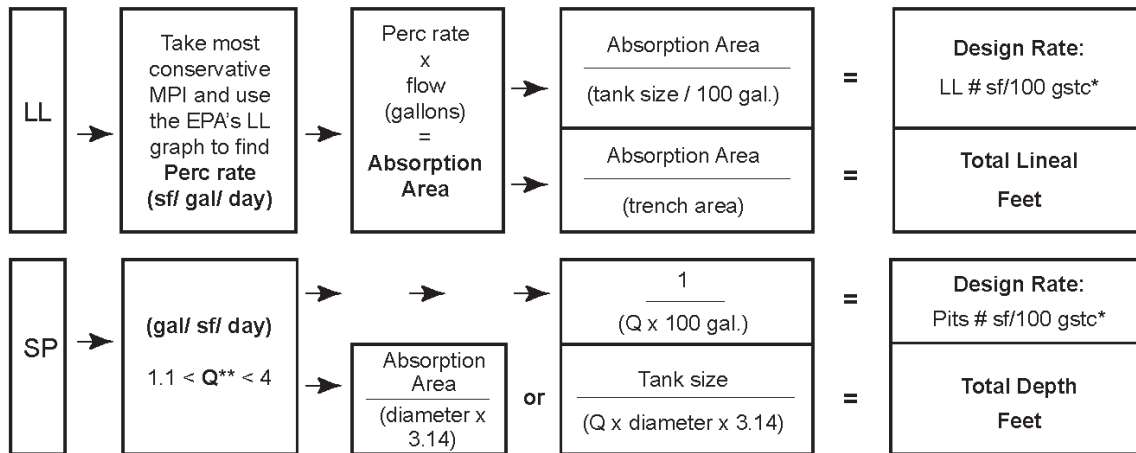 LL
Take most
conservative
MPI and use
the EPA's LL
graph to find
Perc rate
(sf/ gal/ day)
Perc rate
x
flow
(gallons)
=
Absorption
Area
Absorption Area
(tank size / 100 gal.)
=
Design Rate:
LL # sf/100 gstc*
Absorption Area
(trench area)
=
Total Lineal
Feet
SP
(gal/ sf/ day)
1.1 < Q** < 4
1
(Q x 100 gal.)
=
Design Rate:
Pits # sf/100 gstc*
Absorption
Area
(diameter x
3.14)
or
Tank size
(Q x diameter x 3.14)
=
Total Depth
Feet